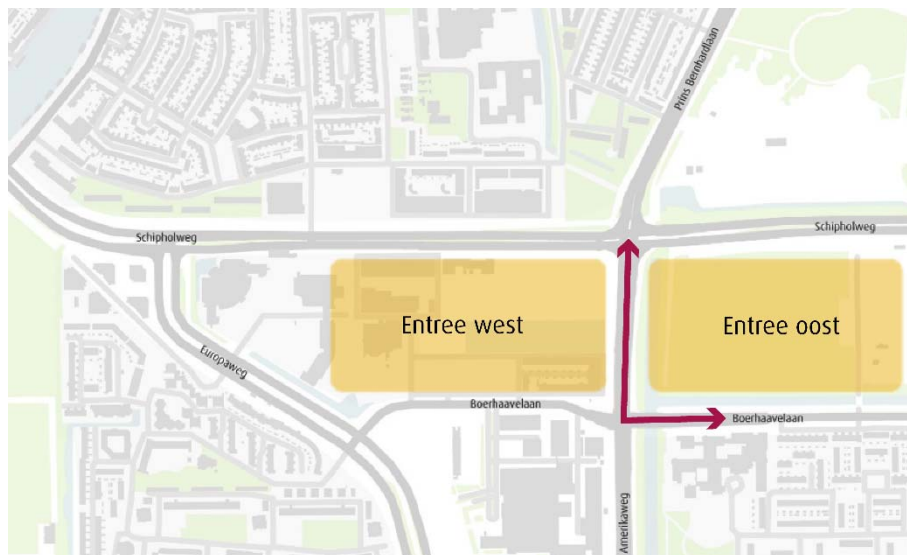 Prins Bernhardlaan
Schipholweg
Schipholweg
Entree west
Entree oost
Europaweg
Boerhaavelaan
Boerhaavelaan
Amerikaweg